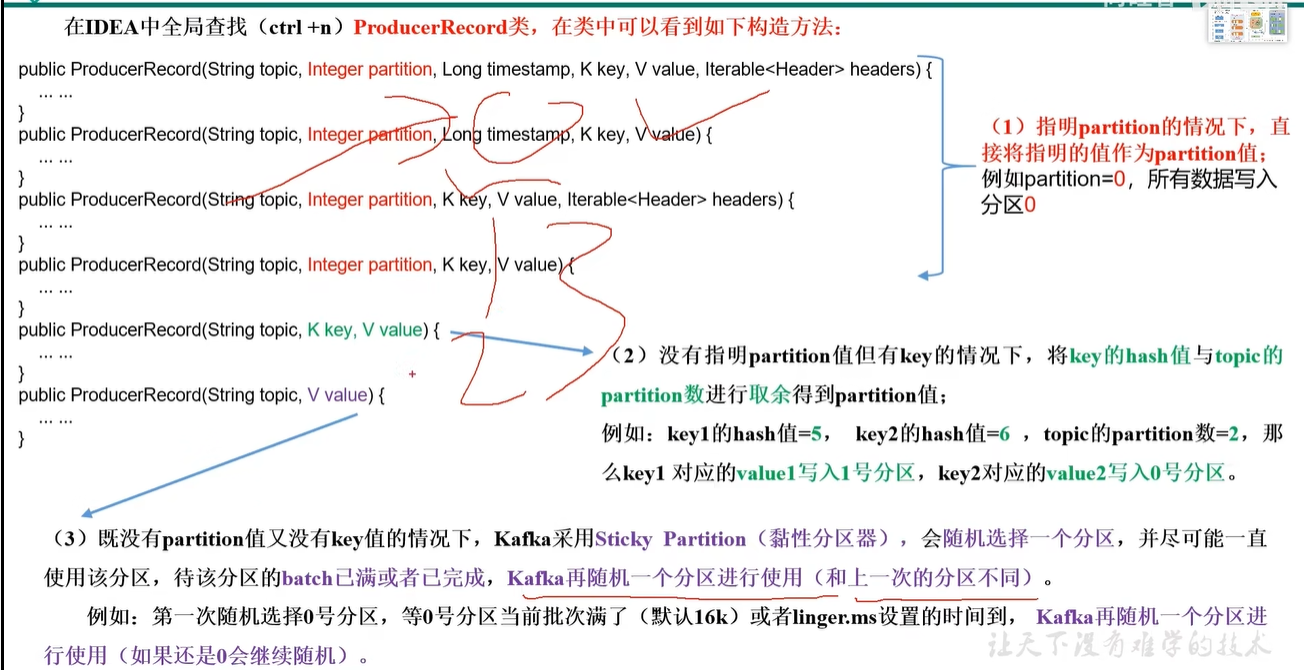 在IDEA中全局查找（ctrl +n）ProducerRecord类，在类中可以看到如下构造方法：
public ProducerRecord(String topic, Integer partition, Long timestamp, K key, V value, Iterable<Header> headers) {
... ...
}
public ProducerRecord(String topic, Integer partition, Long timestamp, K key, V value) {
... ...
}
public ProducerRecord(String topic, Integer partition, K key, V value, Iterable<Header> headers) {
... ...
}
public ProducerRecord(String topic, Integer partition, K key, V value) {
... ...
}
public ProducerRecord(String topic, K key, V value) {
... ...
}
public ProducerRecord(String topic, V value) {
... ...
}
（1）指明partition的情况下，直
接将指明的值作为partition值；
例如partition=0，所有数据写入
分区0
（2）没有指明partition值但有key的情况下，将key的hash值与topic的
partition数进行取余得到partition值；
例如：key1的hash值=5， key2的hash值=6 ，topic的partition数=2，那
么key1 对应的value1写入1号分区，key2对应的value2写入0号分区。
（3）既没有partition值又没有key值的情况下，Kafka采用Sticky Partition（黏性分区器），会随机选择一个分区，并尽可能一直
使用该分区，待该分区的batch已满或者已完成，Kafka再随机一个分区进行使用（和上一次的分区不同）。
例如：第一次随机选择0号分区，等0号分区当前批次满了（默认16k）或者linger.ms设置的时间到， Kafka再随机一个分区进
行使用（如果还是0会继续随机）。
让天下没有难学的技术